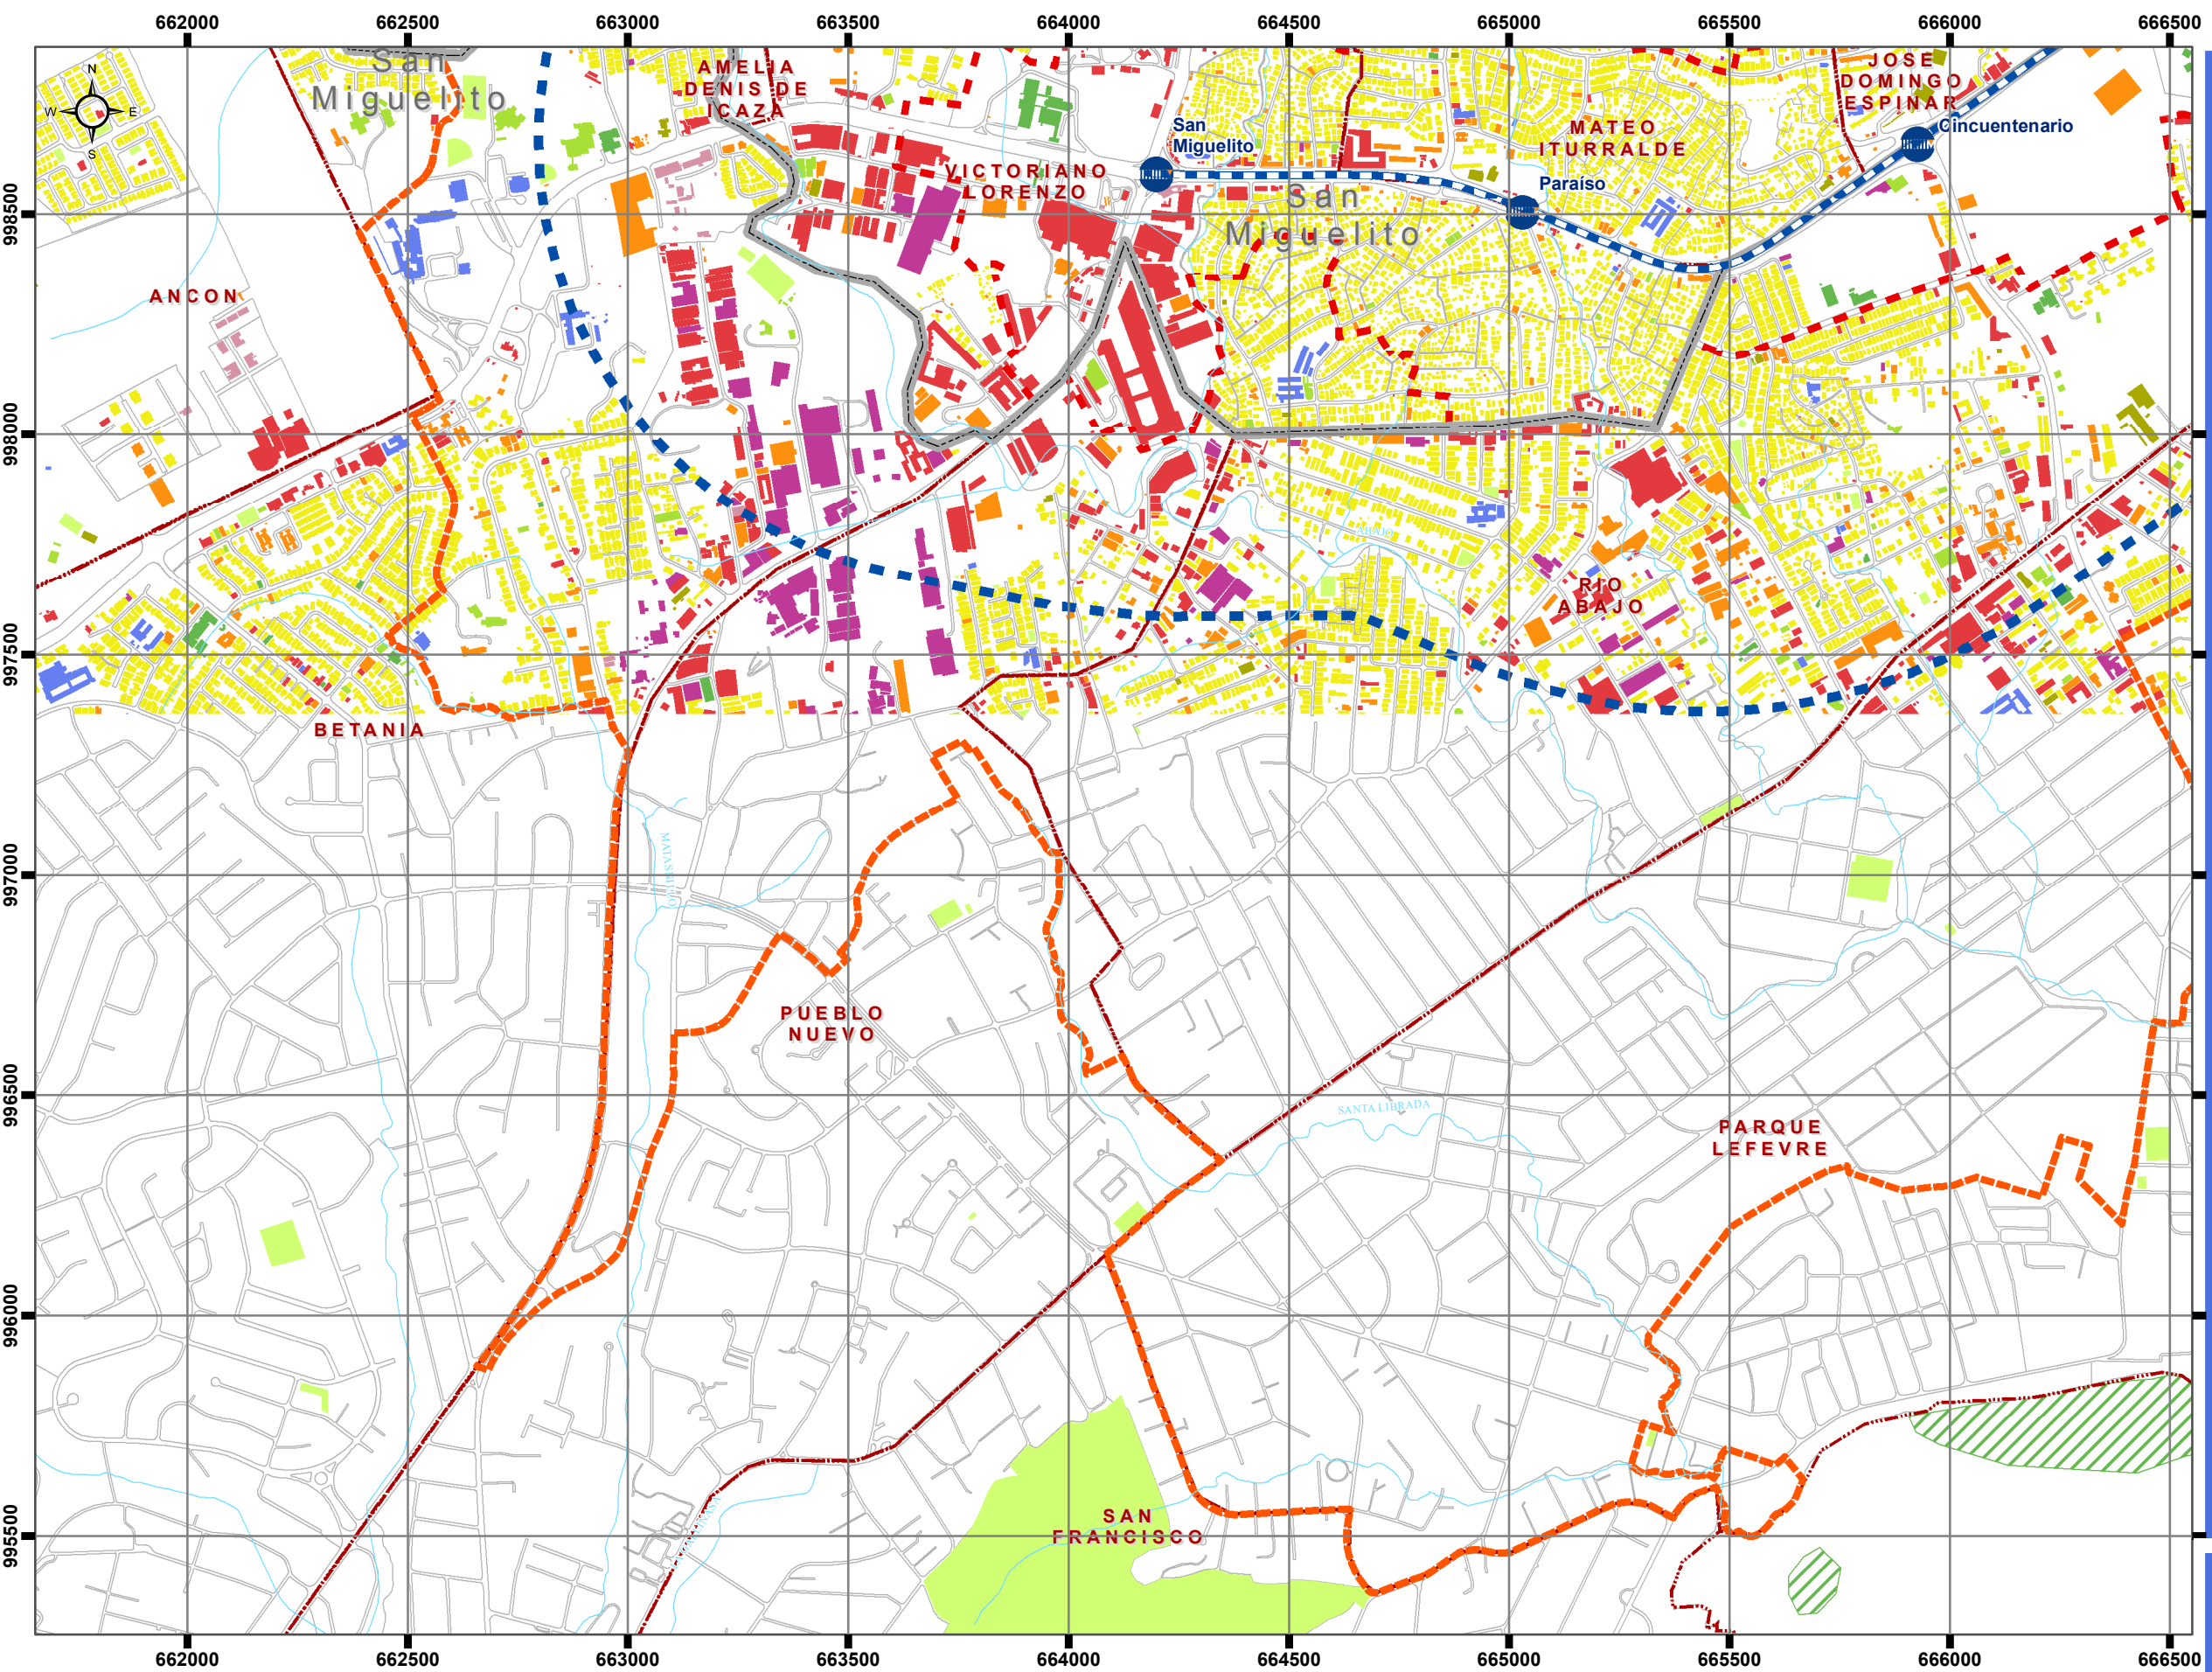 662000 662500 663000 663500 664000 664500 665000 665500 666000 666500
N
W E
S
San
Miguelito
AMELIA
DENIS DE
ICAZA
San
Miguelito
JOSE
DOMINGO
ESPINAR
Cincuentenario
MATEO
ITURRALDE
VICTORIANO
LORENZO
Paraíso
San
Miguelito
998500
ANCON
998000
ABAJO
RIO
ABAJO
997500
BETANIA
MATASNILLO
997000
PUEBLO
NUEVO
996500
SANTA LIBRADA
PARQUE
LEFEVRE
996000
SAN
FRANCISCO
995500
662000 662500 663000 663500 664000 664500 665000 665500 666000 666500